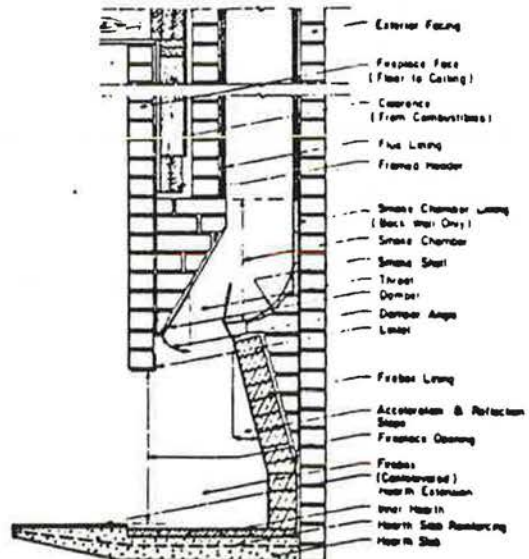 Exterior Facing
Fireplace Face
(Floor to Ceiling)
Clearance
(From Combustibles)
Flue Lining
Framed Header
Smoke Chamber Lining
(Back Wall Only)
Smoke Chamber
Smoke Shelf
Throat
Damper
Damper Angle
Lintel
Firebox Lining
Acceleration & Reflection
Slope
Fireplace Opening
Firebox
(Cantilevered)
Hearth Extension
Inner Hearth
Hearth Slab Reinforcing
Hearth Slab